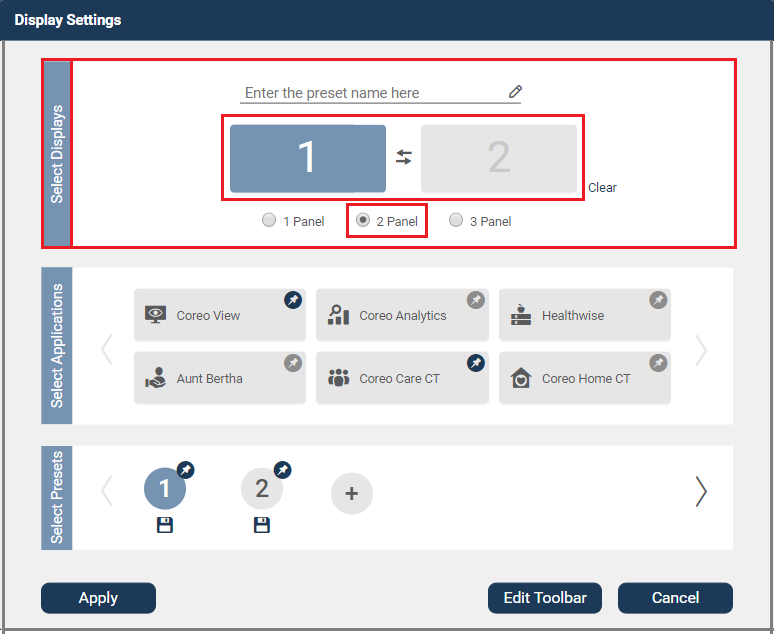 Display Settings
Select Displays
Enter the preset name here
1
2
Clear
1 Panel
2 Panel
3 Panel
Select Applications
Coreo View
Coreo Analytics
Healthwise
Aunt Bertha
Coreo Care CT
Coreo Home CT
Select Presets
1
2
+
Apply
Edit Toolbar
Cancel